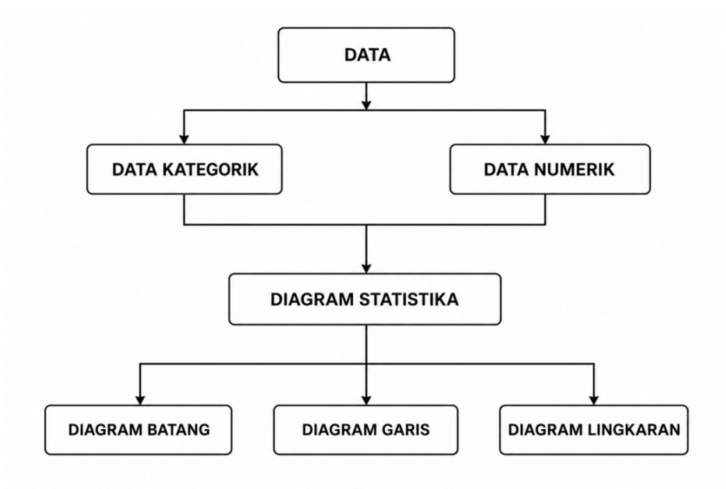 DATA
DATA KATEGORIK
DATA NUMERIK
DIAGRAM STATISTIKA
DIAGRAM BATANG
DIAGRAM GARIS
DIAGRAM LINGKARAN